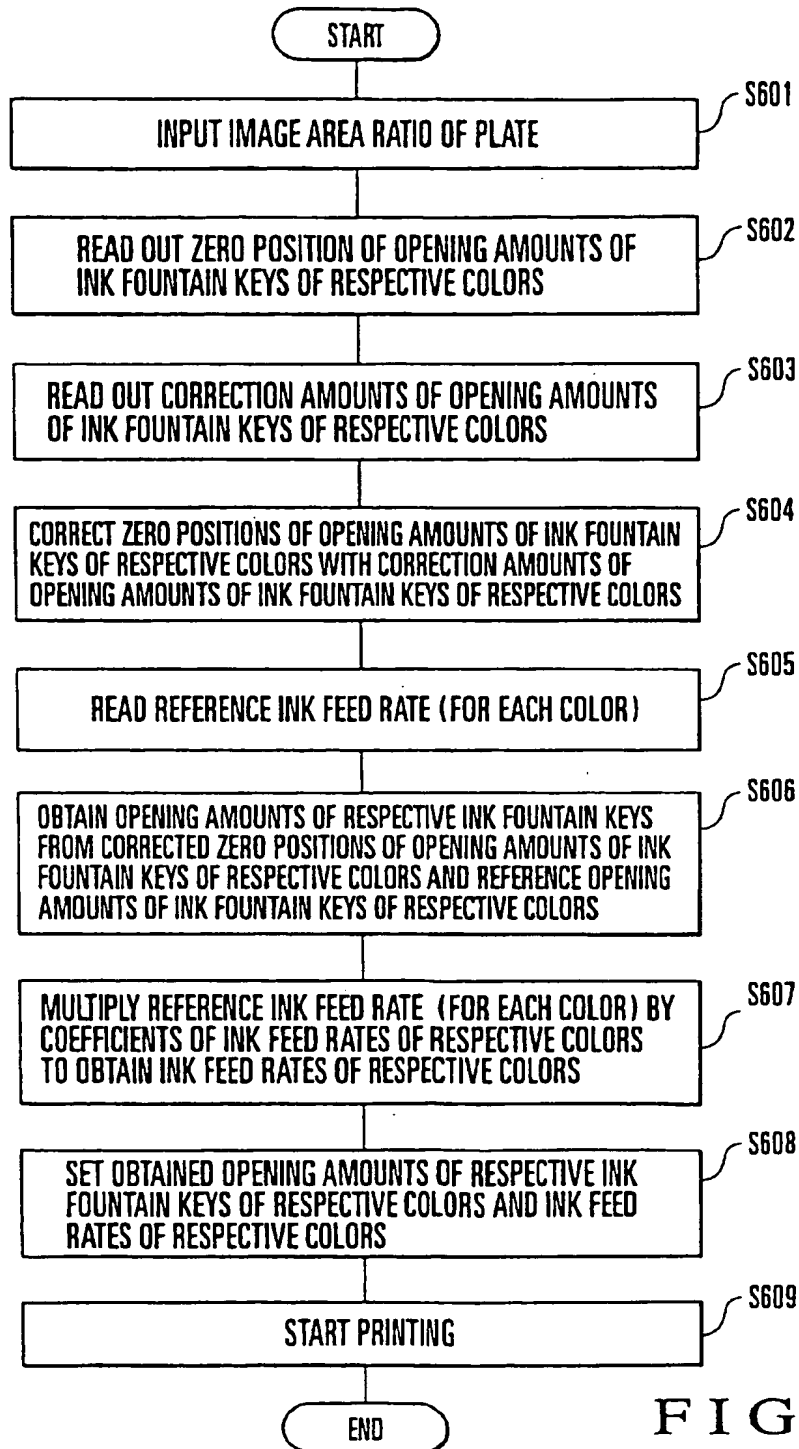 START
S601
INPUT IMAGE AREA RATIO OF PLATE
S602
READ OUT ZERO POSITION OF OPENING AMOUNTS OF
INK FOUNTAIN KEYS OF RESPECTIVE COLORS
S603
READ OUT CORRECTION AMOUNTS OF OPENING AMOUNTS
OF INK FOUNTAIN KEYS OF RESPECTIVE COLORS
S604
CORRECT ZERO POSITIONS OF OPENING AMOUNTS OF INK FOUNTAIN
KEYS OF RESPECTIVE COLORS WITH CORRECTION AMOUNTS OF
OPENING AMOUNTS OF INK FOUNTAIN KEYS OF RESPECTIVE COLORS
S605
READ REFERENCE INK FEED RATE (FOR EACH COLOR)
S606
OBTAIN OPENING AMOUNTS OF RESPECTIVE INK FOUNTAIN KEYS
FROM CORRECTED ZERO POSITIONS OF OPENING AMOUNTS OF INK
FOUNTAIN KEYS OF RESPECTIVE COLORS AND REFERENCE OPENING
AMOUNTS OF INK FOUNTAIN KEYS OF RESPECTIVE COLORS
S607
MULTIPLY REFERENCE INK FEED RATE (FOR EACH COLOR) BY
COEFFICIENTS OF INK FEED RATES OF RESPECTIVE COLORS
TO OBTAIN INK FEED RATES OF RESPECTIVE COLORS
S608
SET OBTAINED OPENING AMOUNTS OF RESPECTIVE INK
FOUNTAIN KEYS OF RESPECTIVE COLORS AND INK FEED
RATES OF RESPECTIVE COLORS
S609
START PRINTING
END
FIG